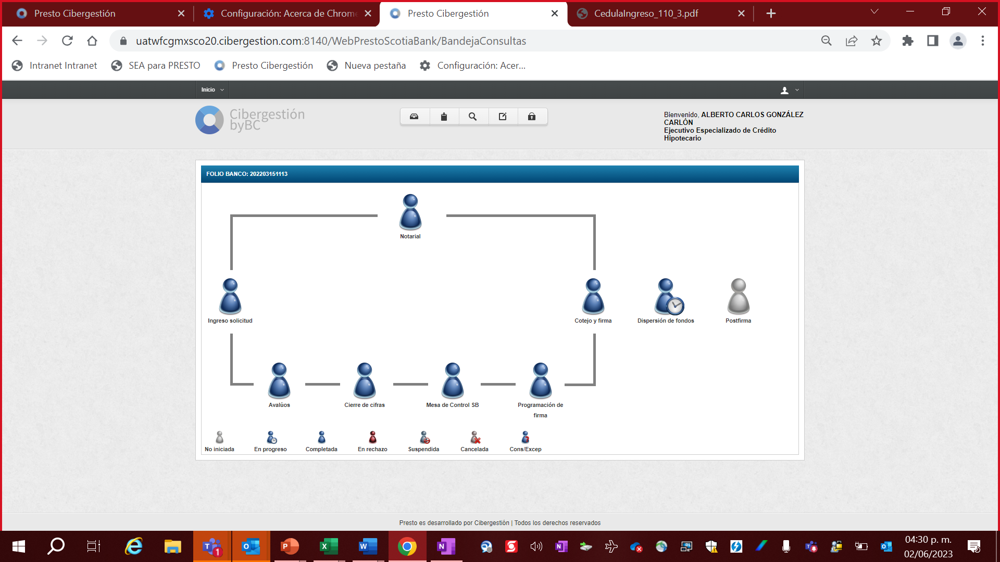 Presto Cibergestión
Configuración: Acerca de Chrome
Presto Cibergestión
CedulaIngreso_110_3.pdf
uatwfcgmxsco20.cibergestion.com:8140/WebPrestoScotiaBank/BandejaConsultas
Intranet Intranet
SEA para PRESTO
Presto Cibergestión
Nueva pestaña
Configuración: Acer...
Inicio
Cibergestión
byBC
Bienvenido, ALBERTO CARLOS GONZÁLEZ
CARLÓN
Ejecutivo Especializado de Crédito
Hipotecario
FOLIO BANCO: 202203151113
Notarial
Ingreso solicitud
Cotejo y firma
Dispersión de fondos
Postfirma
Avalúos
Cierre de cifras
Mesa de Control SB
Programación de
firma
No iniciada
En progreso
Completada
En rechazo
Suspendida
Cancelada
Cons/Excep
Presto es desarrollado por Cibergestión | Todos los derechos reservados
04:30 p. m.
02/06/2023